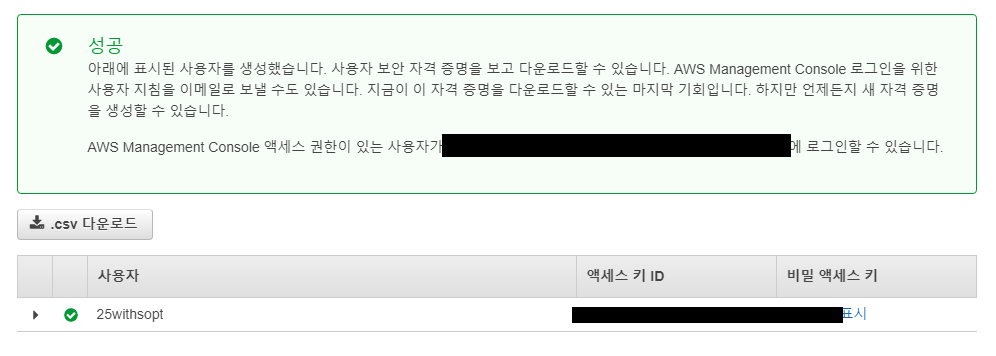 성공
아래에 표시된 사용자를 생성했습니다. 사용자 보안 자격 증명을 보고 다운로드할 수 있습니다. AWS Management Console 로그인을 위한
사용자 지침을 이메일로 보낼 수도 있습니다. 지금이 이 자격 증명을 다운로드할 수 있는 마지막 기회입니다. 하지만 언제든지 새 자격 증명
을 생성할 수 있습니다.
AWS Management Console 액세스 권한이 있는 사용자가 에 로그인할 수 있습니다.
.csv 다운로드
사용자 액세스 키 ID 비밀 액세스 키
25withsopt 표시